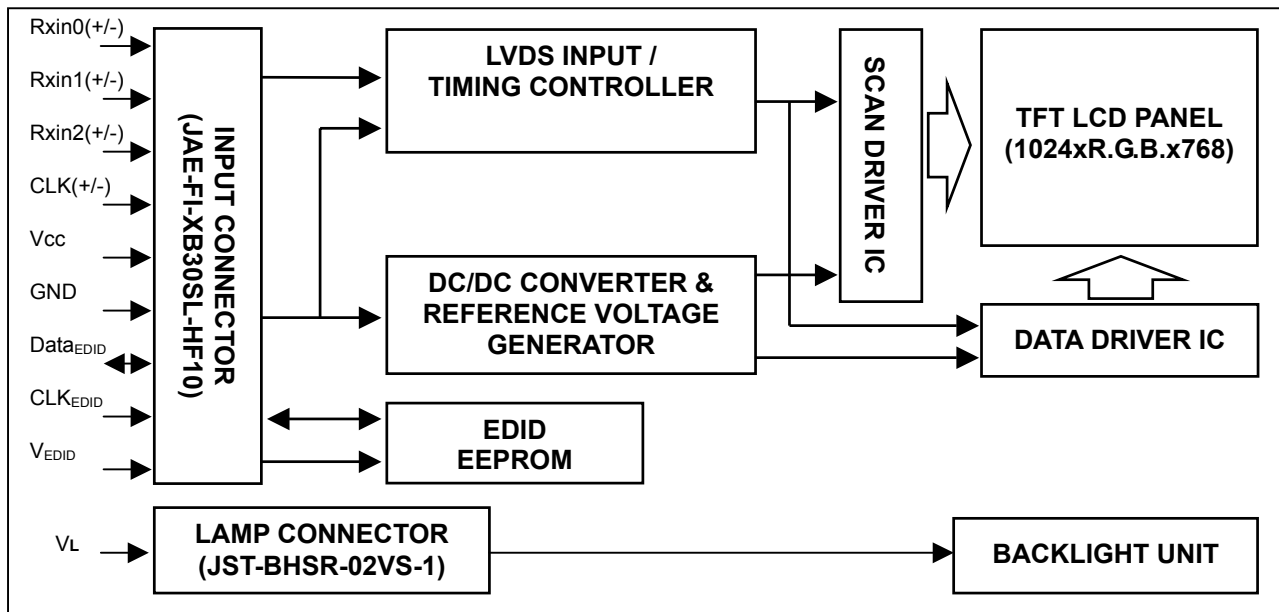 Rxin0(+/-)
Rxin1(+/-)
Rxin2(+/-)
CLK(+/-)
Vcc
GND
DataEDID
CLKEDID
VEDID
VL
INPUT CONNECTOR
(JAE-FI-XB30SL-HF10)
LVDS INPUT /
TIMING CONTROLLER
DC/DC CONVERTER &
REFERENCE VOLTAGE
GENERATOR
EDID
EEPROM
LAMP CONNECTOR
(JST-BHSR-02VS-1)
SCAN DRIVER IC
TFT LCD PANEL
(1024xR.G.B.x768)
DATA DRIVER IC
BACKLIGHT UNIT